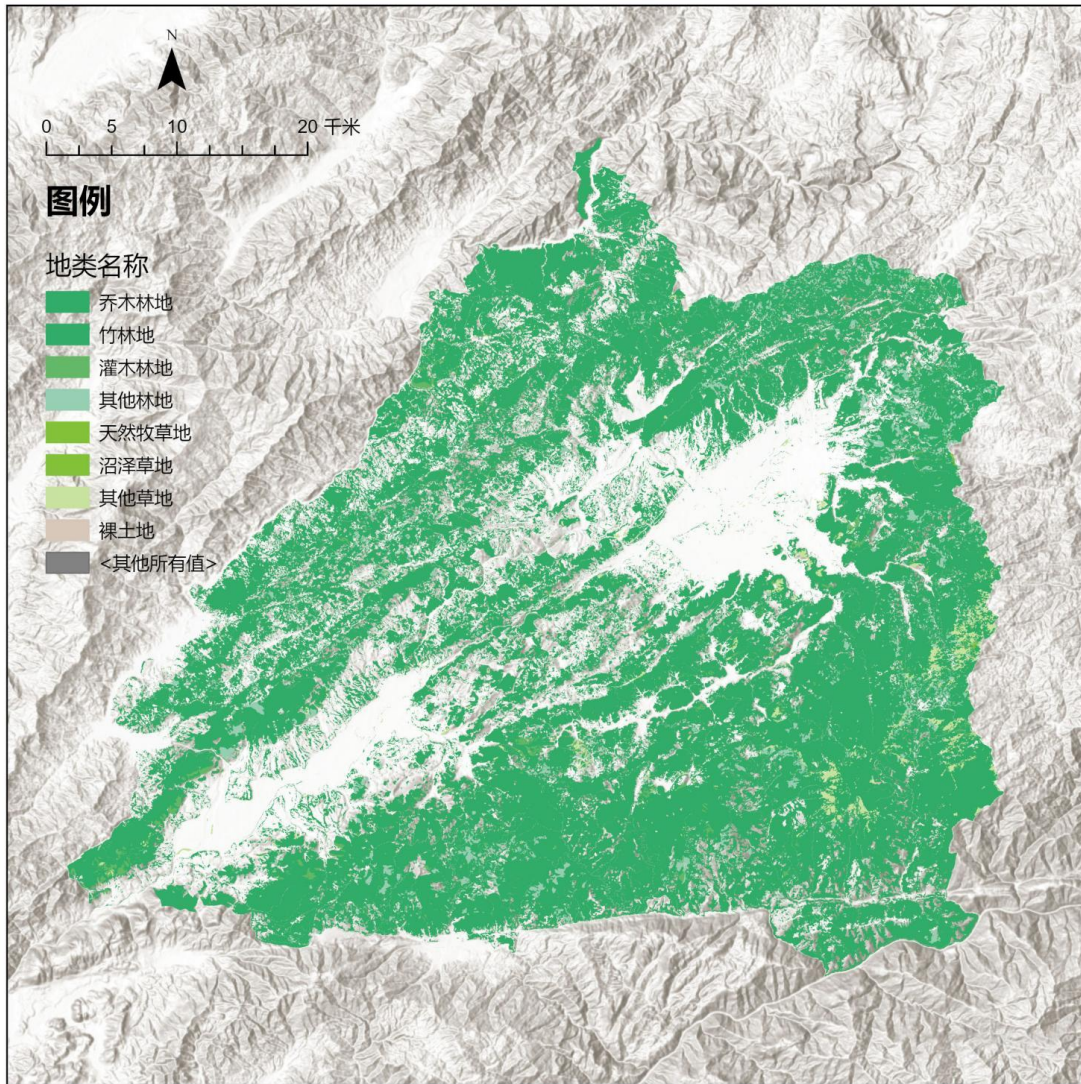 N
0 5 10 20 千米
图例
地类名称
乔木林地
竹林地
灌木林地
其他林地
天然牧草地
沼泽草地
其他草地
裸土地
<其他所有值>